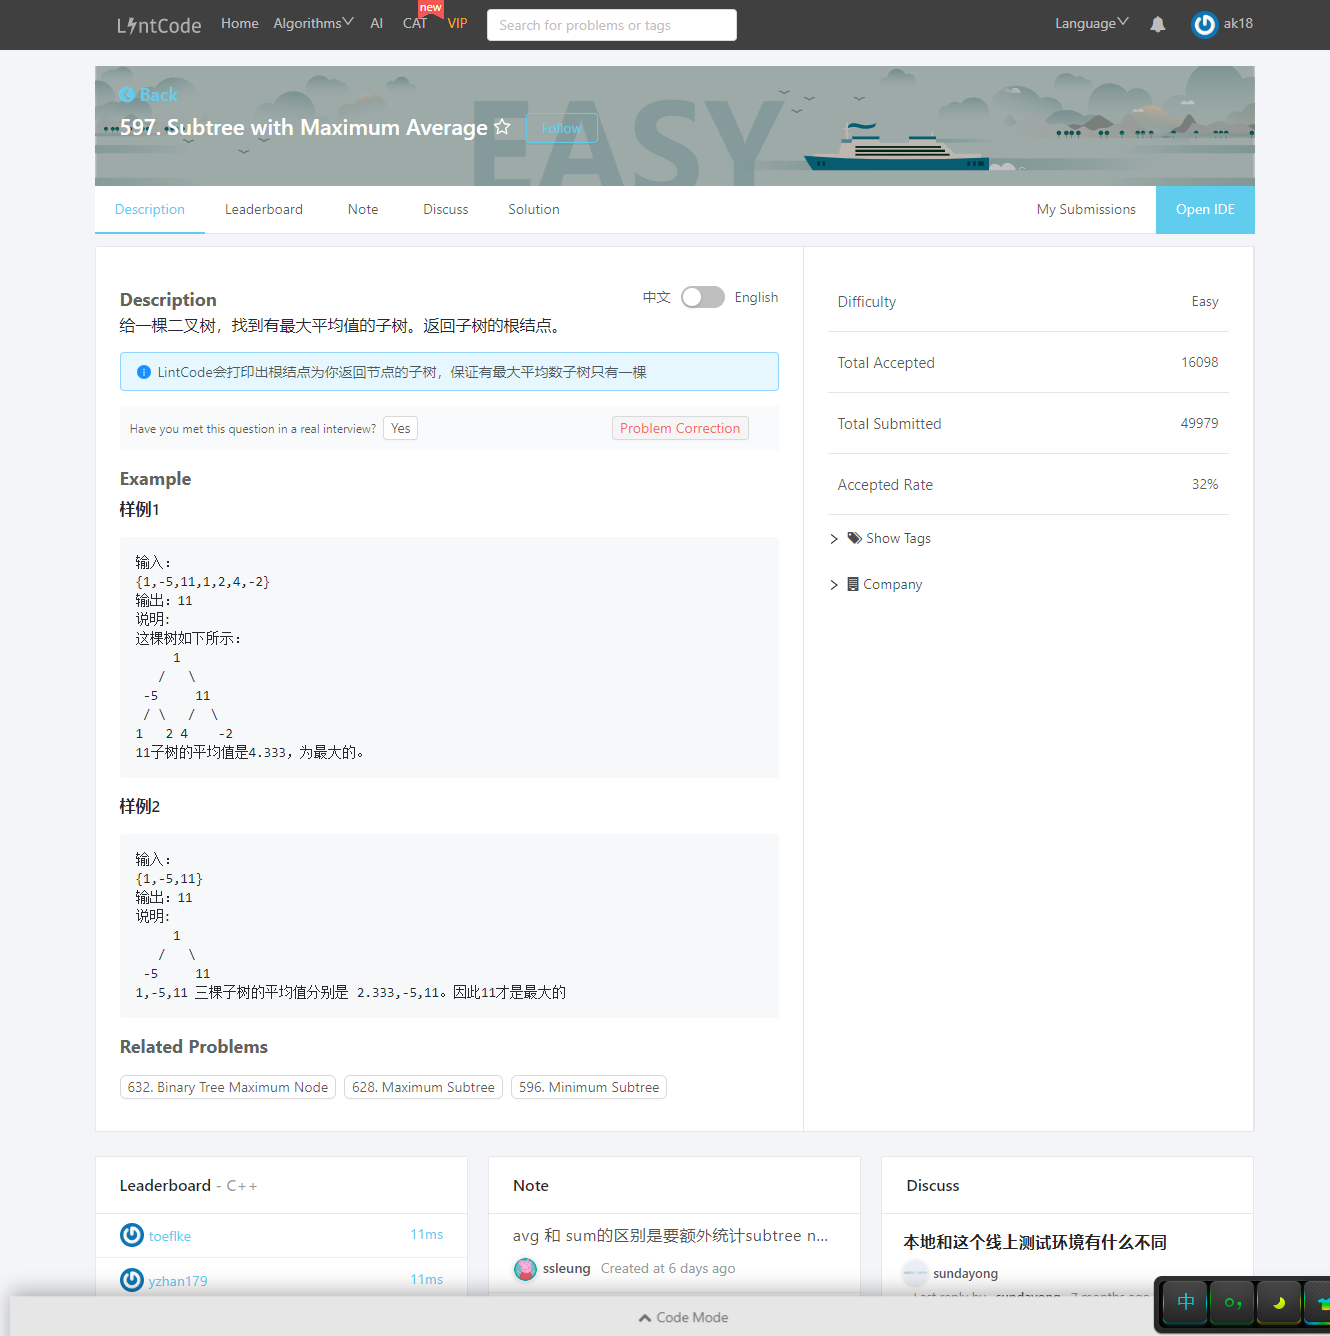 LintCode Home Algorithms AI CAT new VIP Search for problems or tags Language ak18
Back
597. Subtree with Maximum Average Follow
EASY
Description Leaderboard Note Discuss Solution My Submissions Open IDE
Description 中文 English
给一棵二叉树，找到有最大平均值的子树。返回子树的根结点。
LintCode会打印出根结点为你返回节点的子树，保证有最大平均数子树只有一棵
Have you met this question in a real interview? Yes Problem Correction
Example
样例1
输入：
{1,-5,11,1,2,4,-2}
输出：11
说明:
这棵树如下所示：
1
/ \
-5 11
/ \ / \
1 2 4 -2
11子树的平均值是4.333，为最大的。
样例2
输入：
{1,-5,11}
输出：11
说明:
1
/ \
-5 11
1,-5,11 三棵子树的平均值分别是 2.333,-5,11。因此11才是最大的
Related Problems
632. Binary Tree Maximum Node 628. Maximum Subtree 596. Minimum Subtree
Difficulty Easy
Total Accepted 16098
Total Submitted 49979
Accepted Rate 32%
Show Tags
Company
Leaderboard - C++
toeflke 11ms
yzhan179 11ms
Note
avg 和 sum的区别是要额外统计subtree n...
ssleung Created at 6 days ago
Discuss
本地和这个线上测试环境有什么不同
sundayong
Last reply by sundayong 7 months ago
Code Mode
中